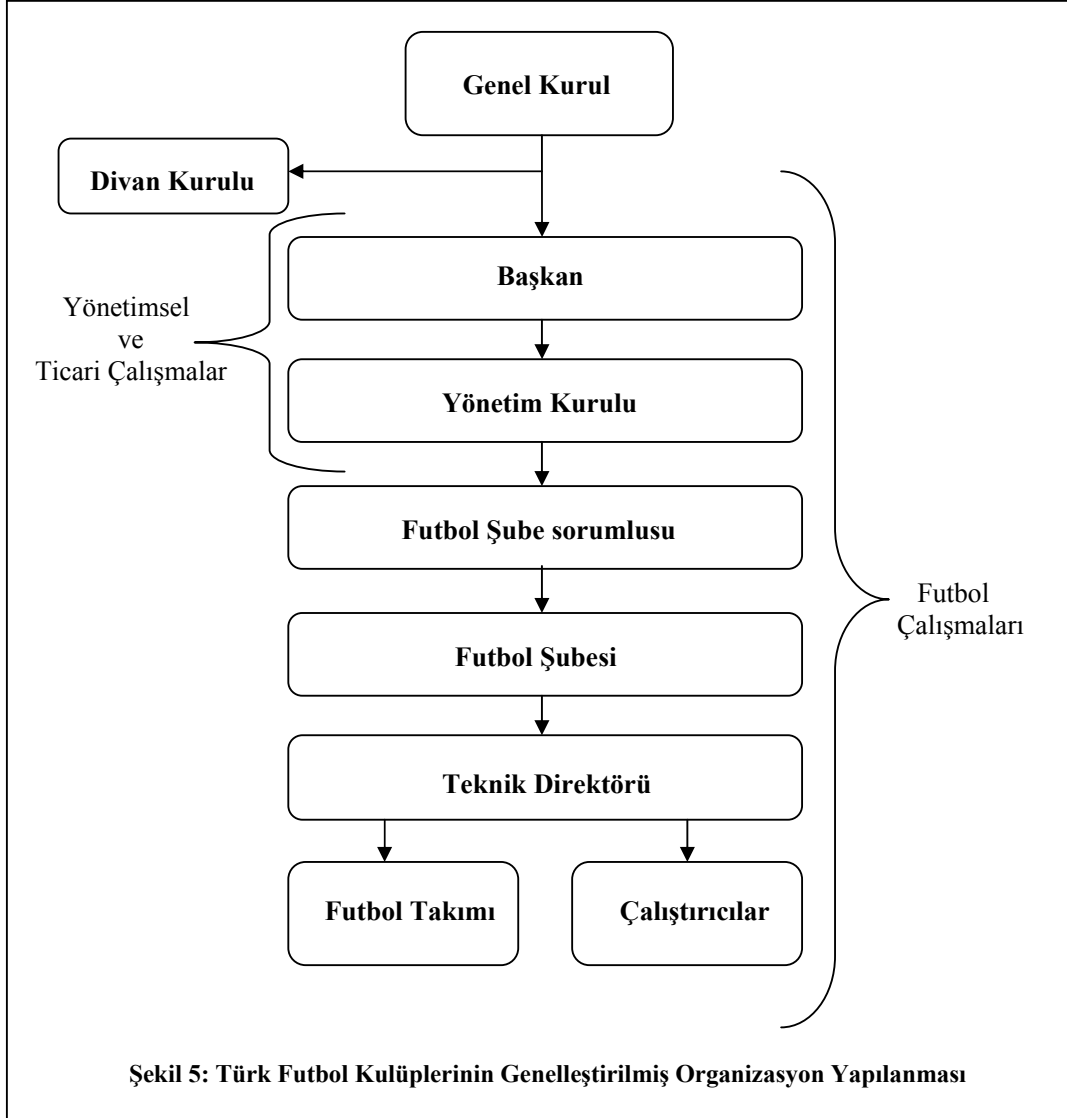 Genel Kurul
Divan Kurulu
Başkan
Yönetimsel
ve
Ticari Çalışmalar
Yönetim Kurulu
Futbol Şube sorumlusu
Futbol
Çalışmaları
Futbol Şubesi
Teknik Direktörü
Futbol Takımı
Çalıştırıcılar
Şekil 5: Türk Futbol Kulüplerinin Genelleştirilmiş Organizasyon Yapılanması